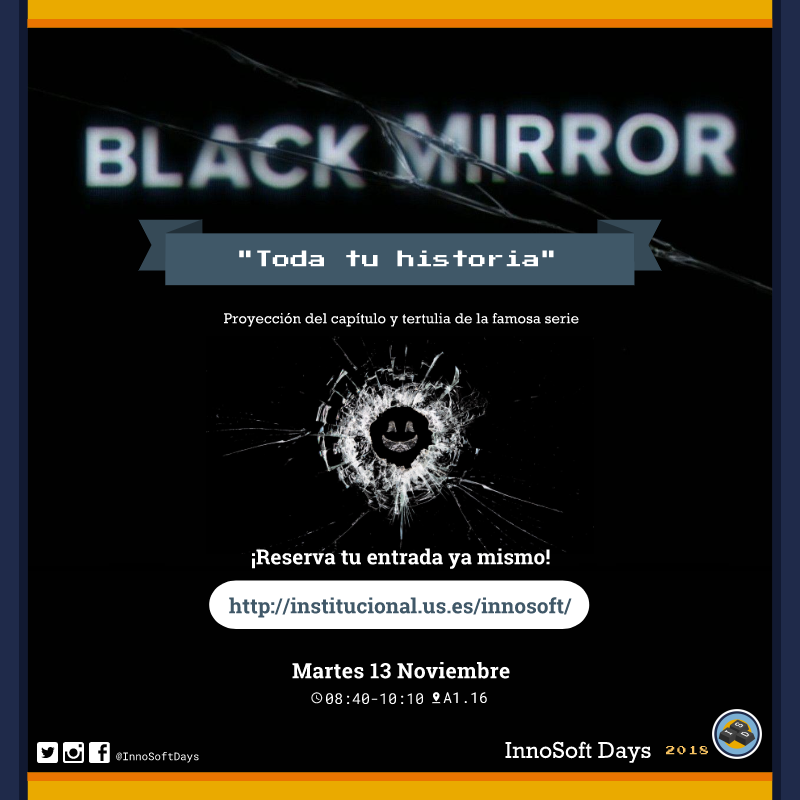 BLACK MIRROR
"Toda tu historia"
Proyección del capítulo y tertulia de la famosa serie
¡Reserva tu entrada ya mismo!
http://institucional.us.es/innosoft/
Martes 13 Noviembre
08:40-10:10 A1.16
@InnoSoftDays
InnoSoft Days 2018
I S D